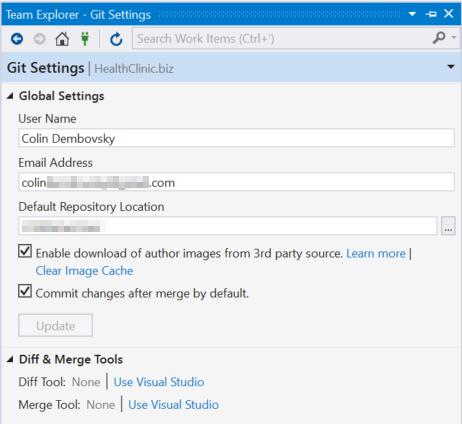 Team Explorer - Git Settings
Search Work Items (Ctrl+')
Git Settings | HealthClinic.biz
Global Settings
User Name
Colin Dembovsky
Email Address
colin .com
Default Repository Location
...
Enable download of author images from 3rd party source. Learn more |
Clear Image Cache
Commit changes after merge by default.
Update
Diff & Merge Tools
Diff Tool: None | Use Visual Studio
Merge Tool: None | Use Visual Studio